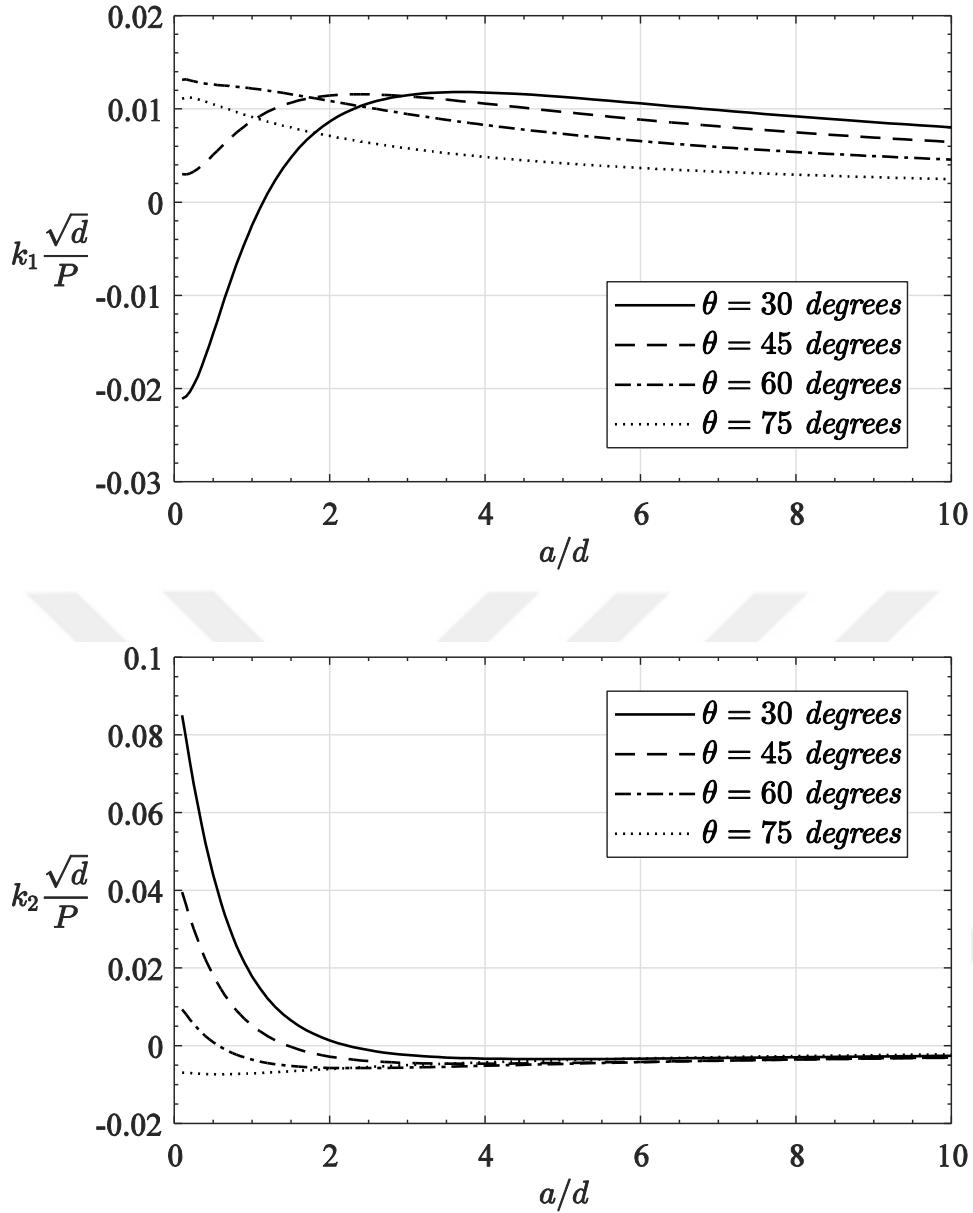 0.02
0.01
0
-0.01
-0.02
-0.03
k₁ √d/P
θ = 30 degrees
θ = 45 degrees
θ = 60 degrees
θ = 75 degrees
0 2 4 6 8 10
a/d
0.1
0.08
0.06
0.04
0.02
0
-0.02
k₂ √d/P
θ = 30 degrees
θ = 45 degrees
θ = 60 degrees
θ = 75 degrees
0 2 4 6 8 10
a/d